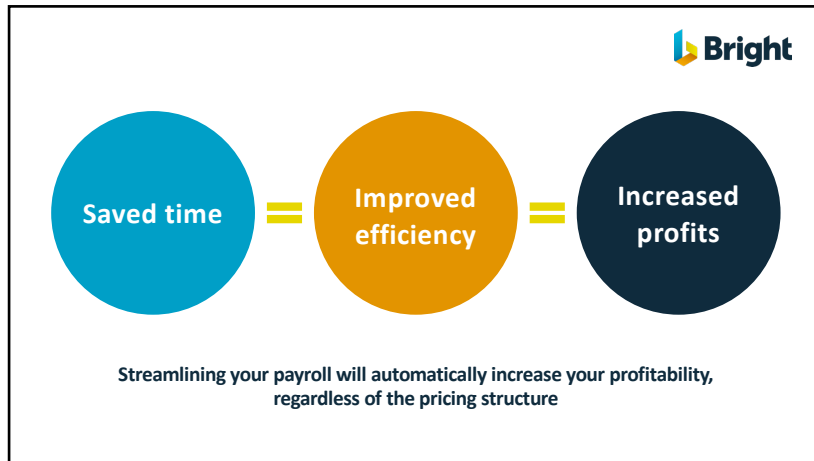 Bright
Saved time
=
Improved
efficiency
=
Increased
profits
Streamlining your payroll will automatically increase your profitability,
regardless of the pricing structure